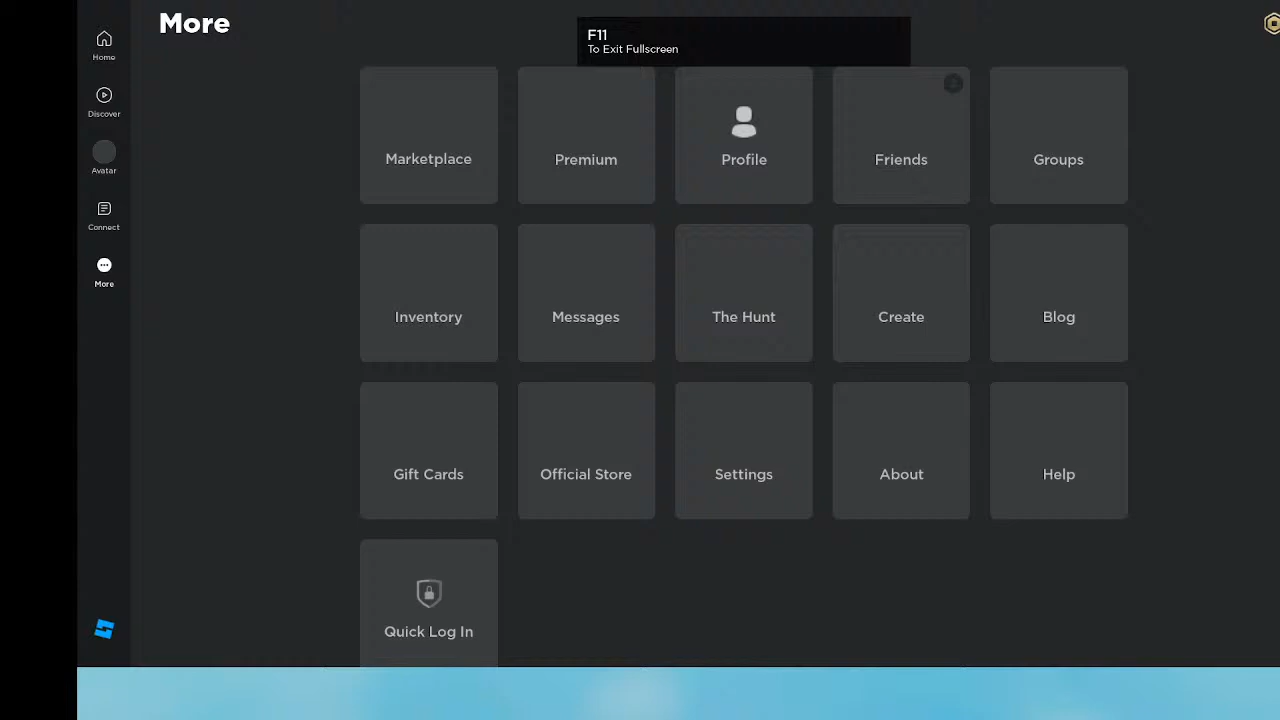 More
F11
To Exit Fullscreen
Home
Discover
Avatar
Connect
More
Marketplace
Premium
Profile
Friends
Groups
Inventory
Messages
The Hunt
Create
Blog
Gift Cards
Official Store
Settings
About
Help
Quick Log In